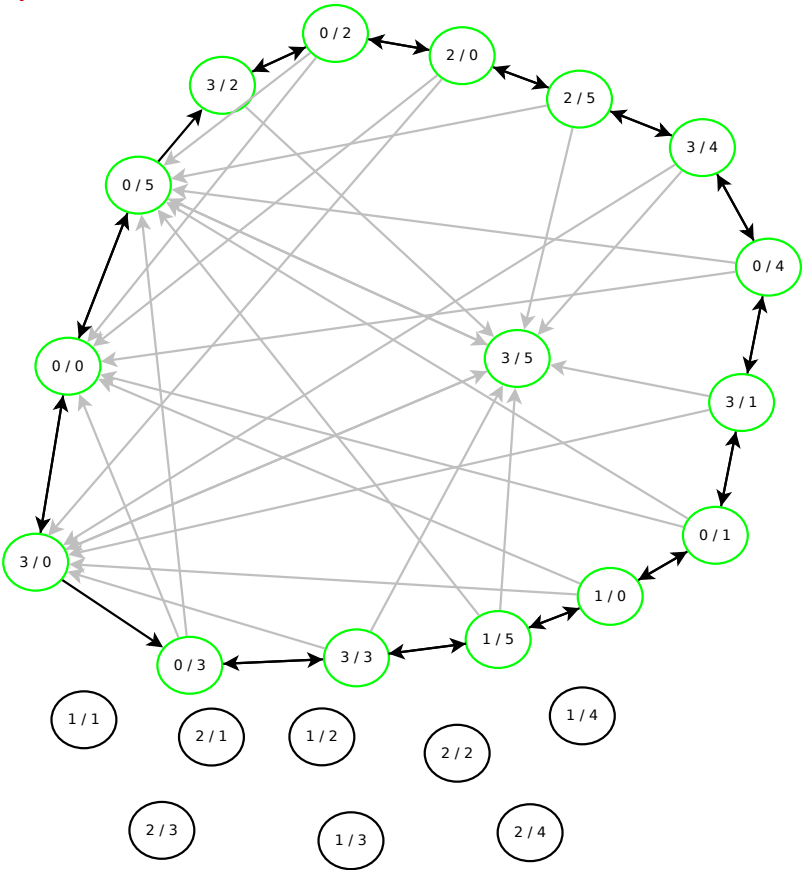 0 / 2
2 / 0
3 / 2
2 / 5
3 / 4
0 / 5
0 / 4
3 / 5
0 / 0
3 / 1
0 / 1
3 / 0
1 / 0
1 / 5
3 / 3
0 / 3
1 / 1
2 / 1
1 / 2
2 / 2
1 / 4
2 / 3
1 / 3
2 / 4